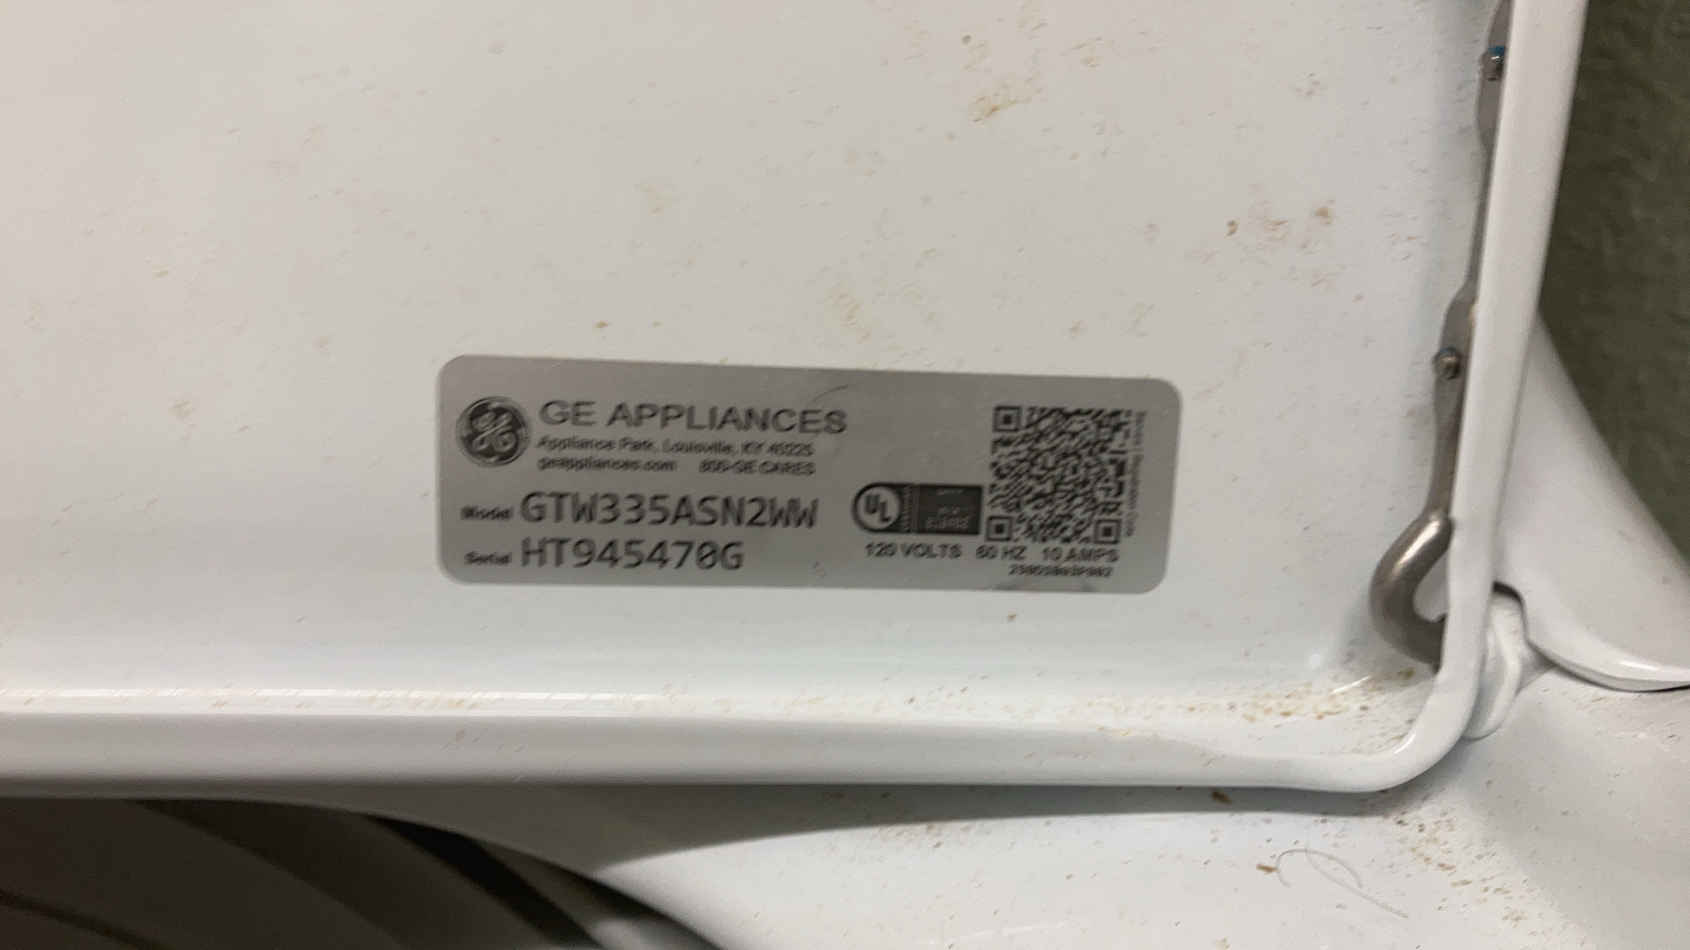 GE APPLIANCES
Appliance Park, Louisville, KY 40225
geappliances.com 800-GE CARES
Model GTW335ASN2WW
Serial HT945470G
UL
120 VOLTS 60 HZ 10 AMPS